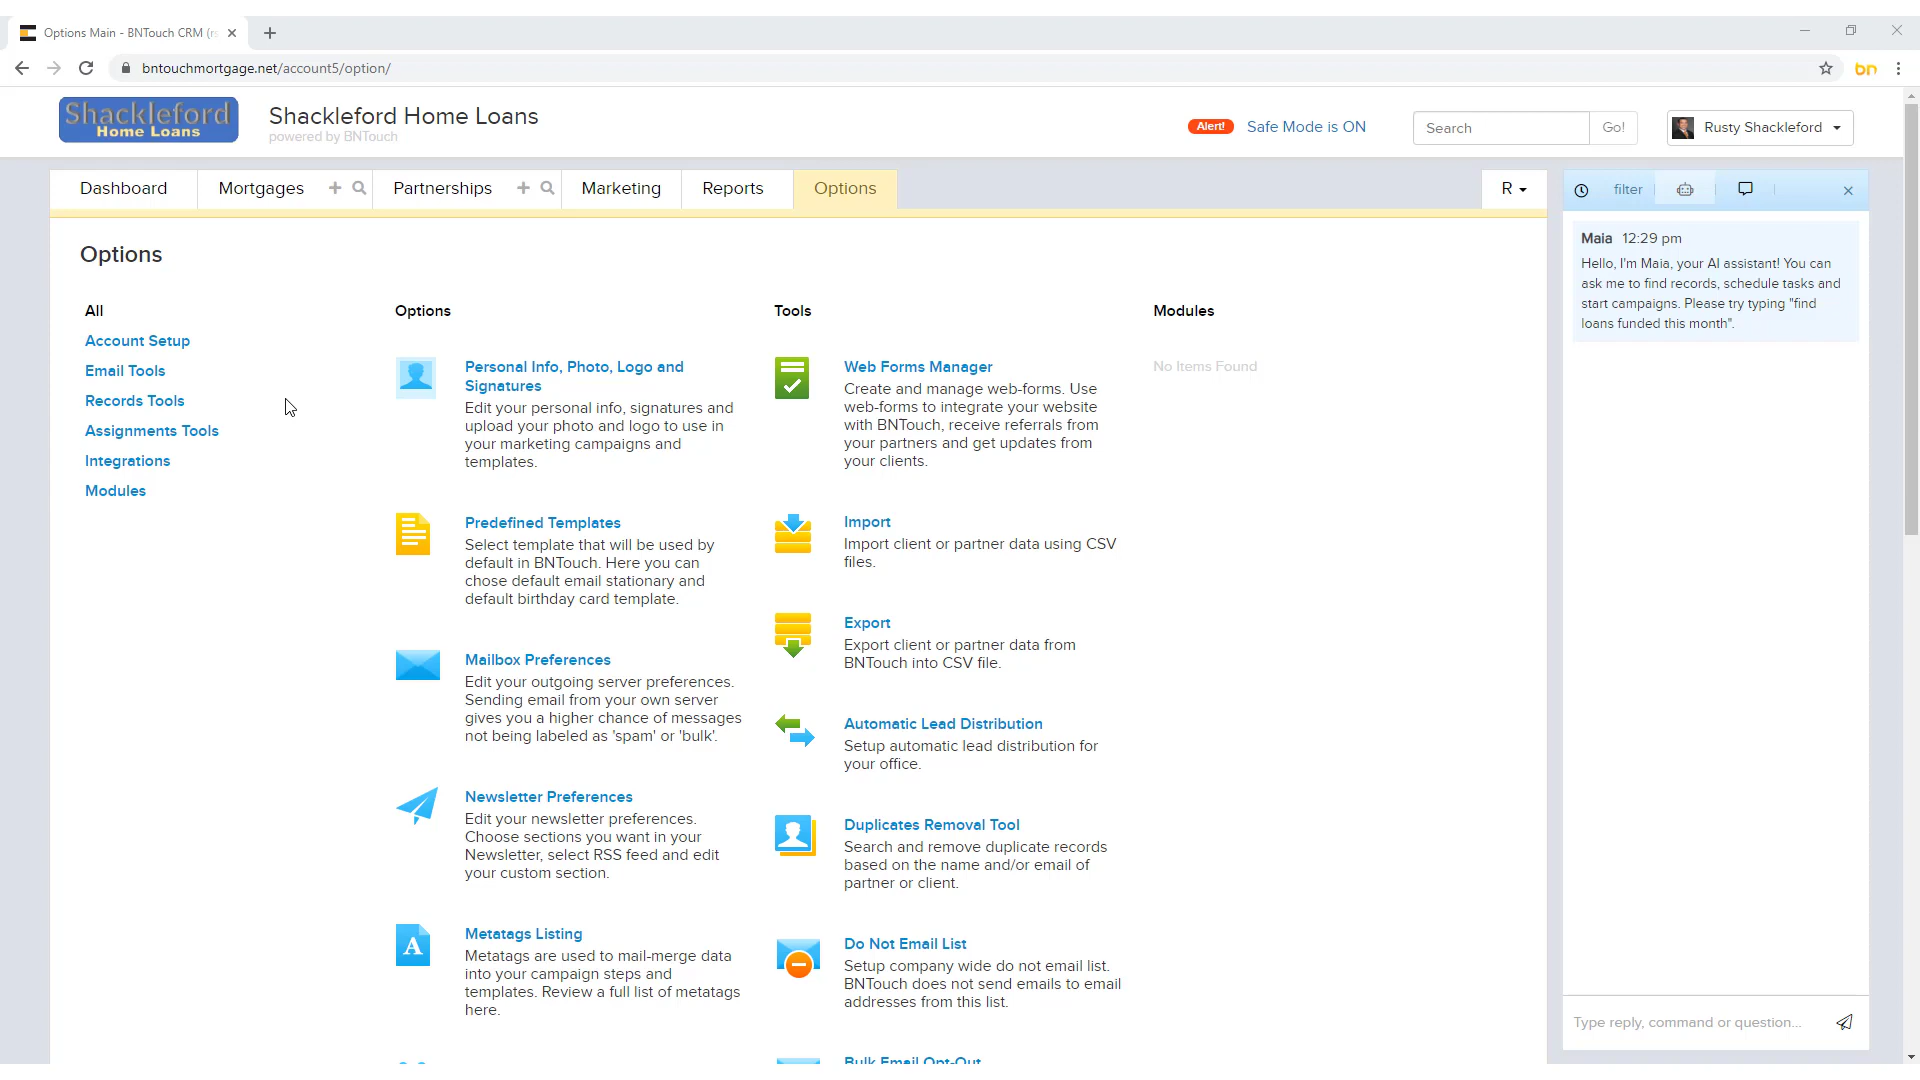 Options Main - BNTouch CRM (rs
bntouchmortgage.net/account5/option/
bn
Shackleford
Home Loans
Shackleford Home Loans
powered by BNTouch
Alert!
Safe Mode is ON
Search
Go!
Rusty Shackleford
Dashboard
Mortgages
Partnerships
Marketing
Reports
Options
R
filter
Options
All
Account Setup
Email Tools
Records Tools
Assignments Tools
Integrations
Modules
Options
Personal Info, Photo, Logo and
Signatures
Edit your personal info, signatures and
upload your photo and logo to use in
your marketing campaigns and
templates.
Predefined Templates
Select template that will be used by
default in BNTouch. Here you can
chose default email stationary and
default birthday card template.
Mailbox Preferences
Edit your outgoing server preferences.
Sending email from your own server
gives you a higher chance of messages
not being labeled as 'spam' or 'bulk'.
Newsletter Preferences
Edit your newsletter preferences.
Choose sections you want in your
Newsletter, select RSS feed and edit
your custom section.
A
Metatags Listing
Metatags are used to mail-merge data
into your campaign steps and
templates. Review a full list of metatags
here.
Tools
Web Forms Manager
Create and manage web-forms. Use
web-forms to integrate your website
with BNTouch, receive referrals from
your partners and get updates from
your clients.
Import
Import client or partner data using CSV
files.
Export
Export client or partner data from
BNTouch into CSV file.
Automatic Lead Distribution
Setup automatic lead distribution for
your office.
Duplicates Removal Tool
Search and remove duplicate records
based on the name and/or email of
partner or client.
Do Not Email List
Setup company wide do not email list.
BNTouch does not send emails to email
addresses from this list.
Bulk Email Opt-Out
Modules
No Items Found
Maia 12:29 pm
Hello, I'm Maia, your AI assistant! You can
ask me to find records, schedule tasks and
start campaigns. Please try typing "find
loans funded this month".
Type reply, command or question...